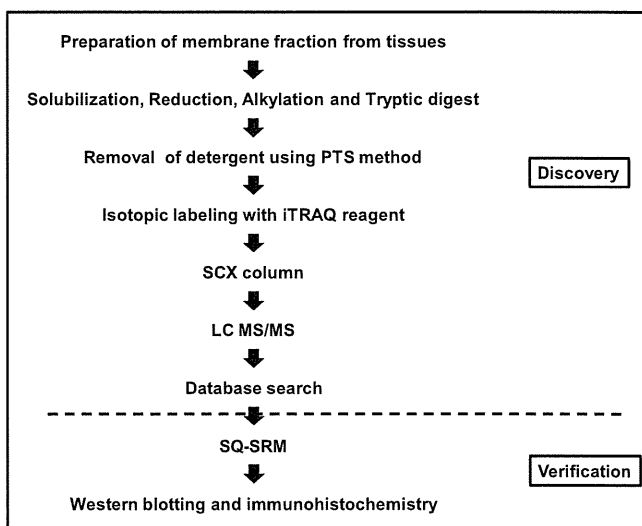 Preparation of membrane fraction from tissues
Solubilization, Reduction, Alkylation and Tryptic digest
Removal of detergent using PTS method
Discovery
Isotopic labeling with iTRAQ reagent
SCX column
LC MS/MS
Database search
SQ-SRM
Verification
Western blotting and immunohistochemistry